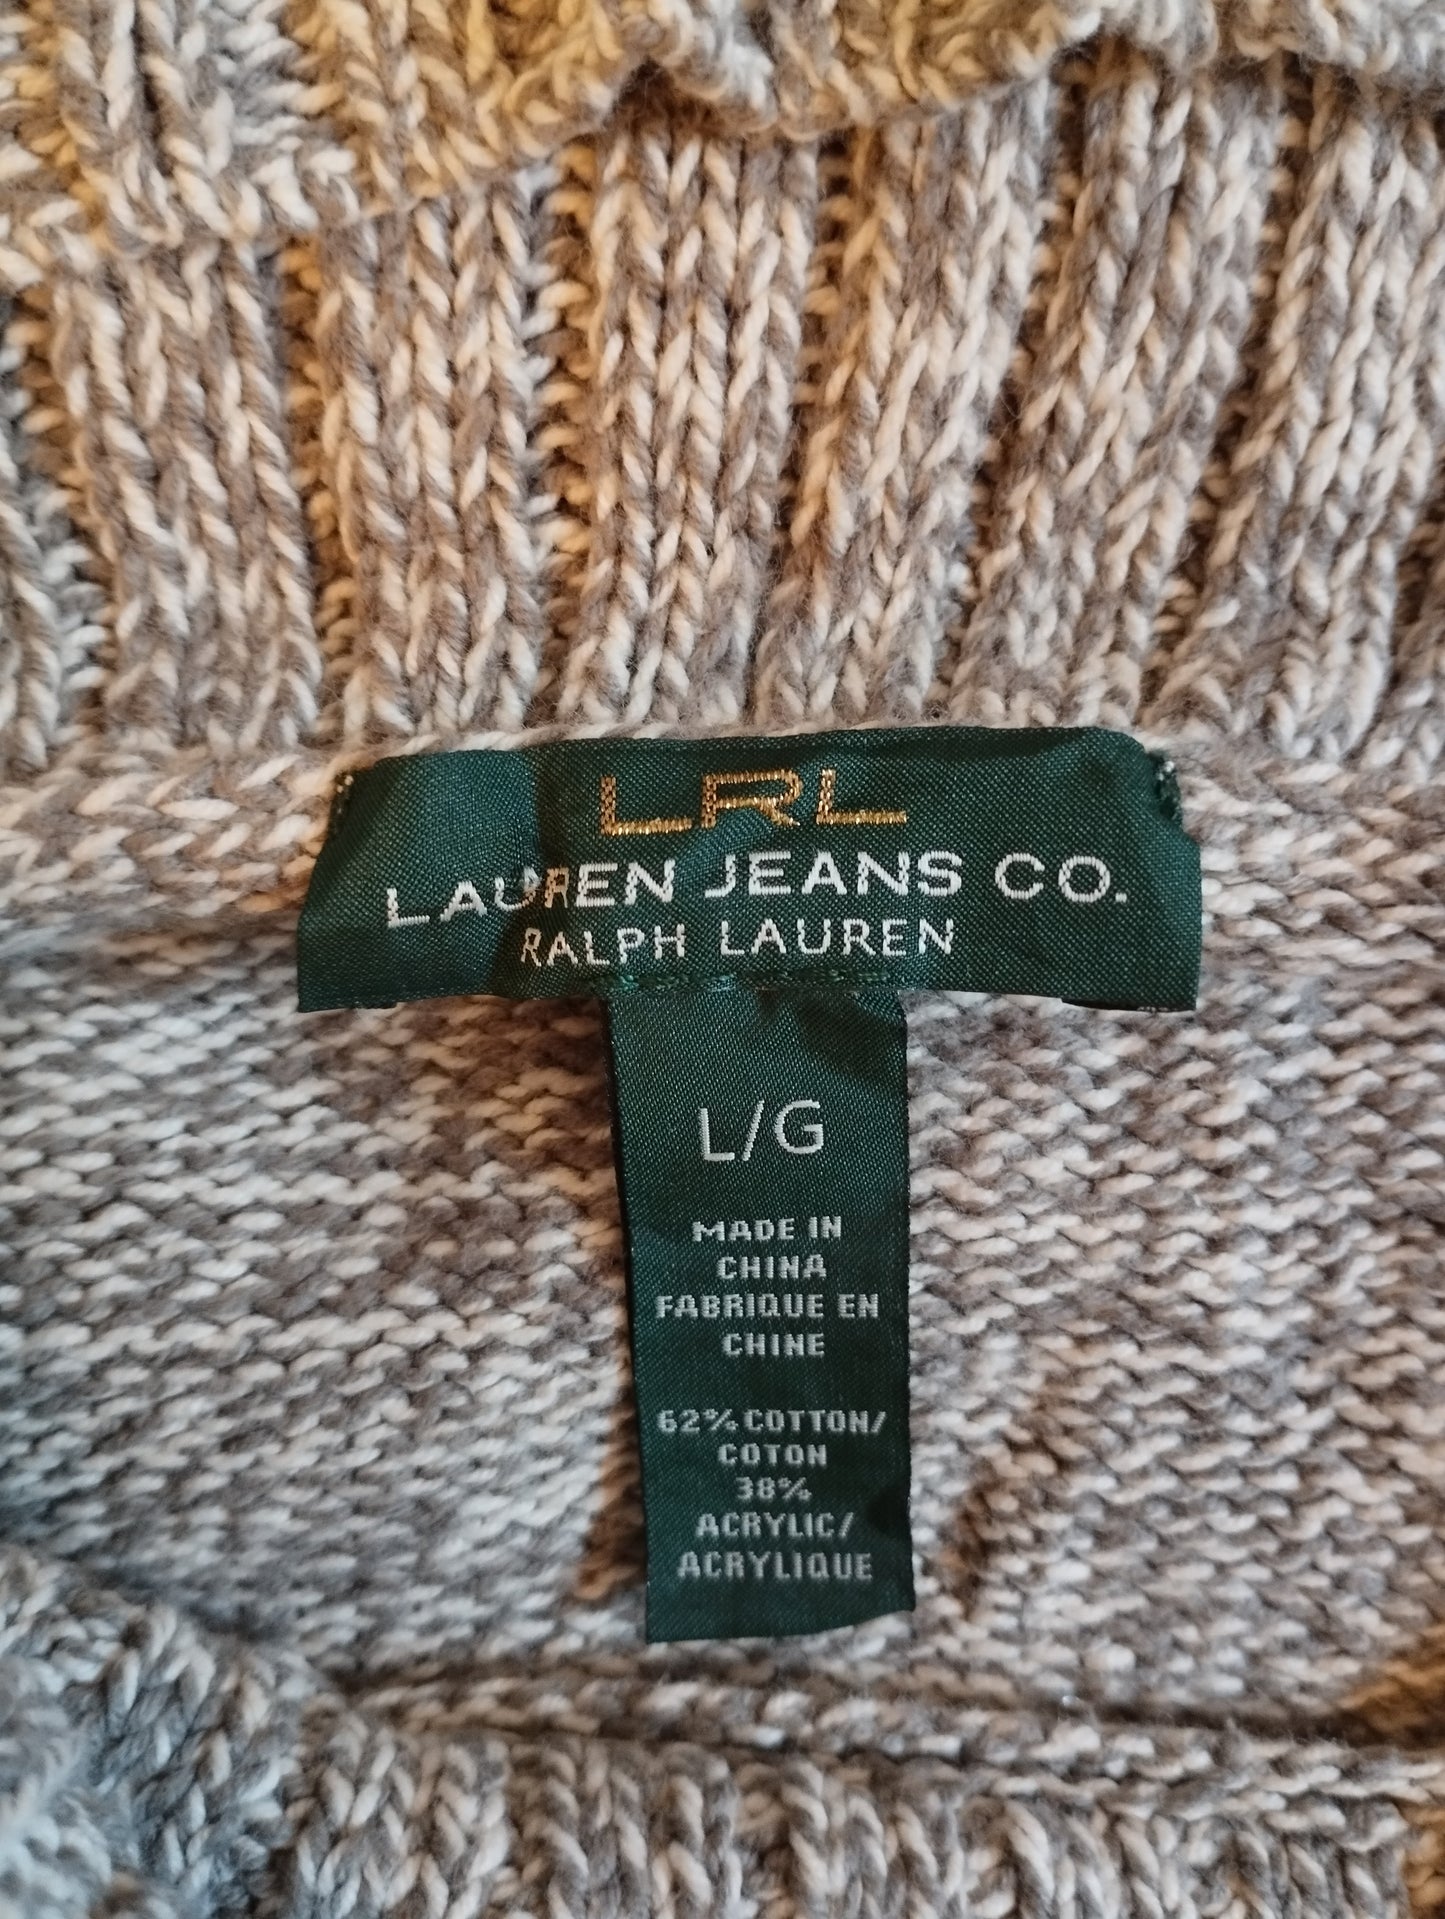 LRL
LAUREN JEANS CO.
RALPH LAUREN
L/G
MADE IN
CHINA
FABRIQUE EN
CHINE
62% COTTON/
COTON
38%
ACRYLIC/
ACRYLIQUE